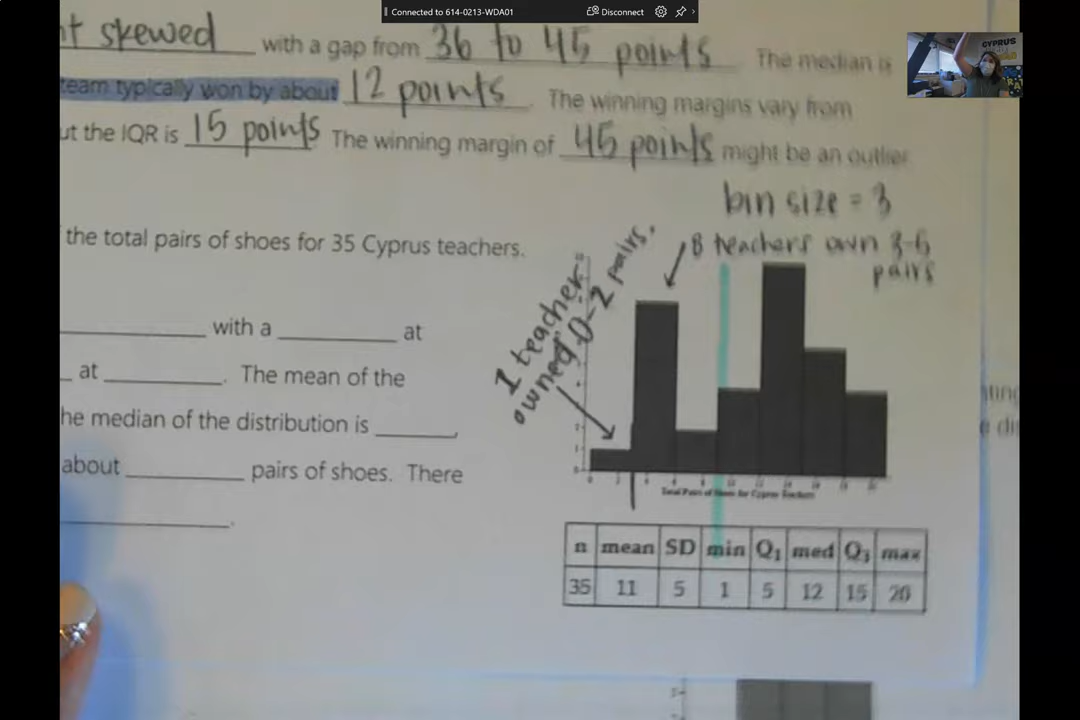 Connected to 614-0213-WDA01
Disconnect
CYPRUS
t skewed with a gap from 36 to 45 points The median is
team typically won by about 12 points The winning margins vary from
ut the IQR is 15 points The winning margin of 45 points might be an outlier
bin size = 3
the total pairs of shoes for 35 Cyprus teachers.
8 teachers own 3-5
pairs
1 teacher
owned 0-2 pairs.
with a at
at . The mean of the
he median of the distribution is ,
about pairs of shoes. There
.
Total Pairs of Shoes for Cyprus Teachers
n mean SD min Q1 med Q3 max
35 11 5 1 5 12 15 20